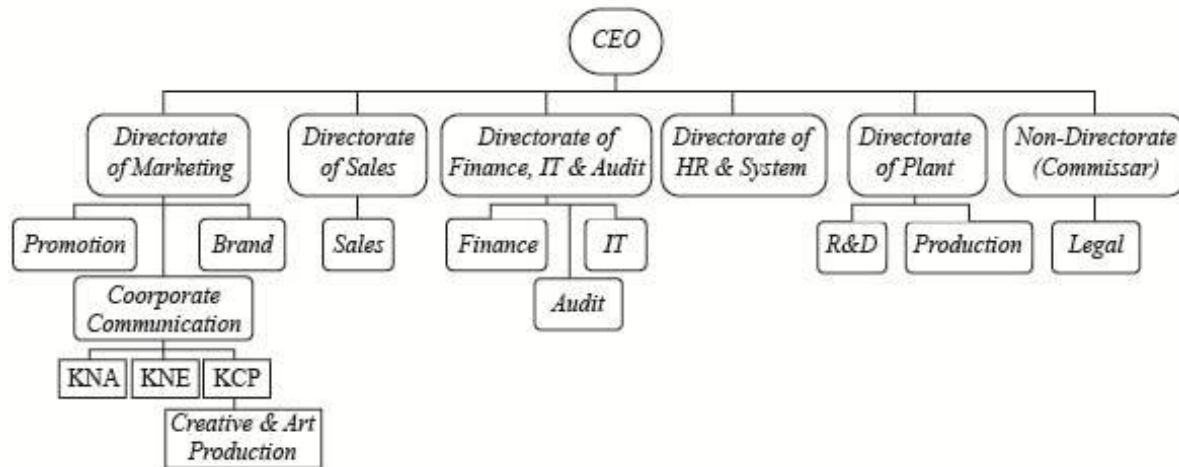 CEO
Directorate
of Marketing
Directorate
of Sales
Directorate of
Finance, IT & Audit
Directorate of
HR & System
Directorate
of Plant
Non-Directorate
(Commissar)
Promotion
Brand
Sales
Finance
IT
R&D
Production
Legal
Coorporate
Communication
Audit
KNA
KNE
KCP
Creative & Art
Production